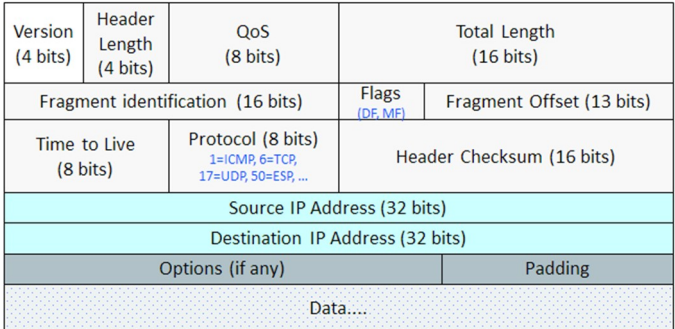 Version
(4 bits)
Header
Length
(4 bits)
QoS
(8 bits)
Total Length
(16 bits)
Fragment identification (16 bits)
Flags
(DF, MF)
Fragment Offset (13 bits)
Time to Live
(8 bits)
Protocol (8 bits)
1=ICMP, 6=TCP,
17=UDP, 50=ESP, ...
Header Checksum (16 bits)
Source IP Address (32 bits)
Destination IP Address (32 bits)
Options (if any)
Padding
Data....